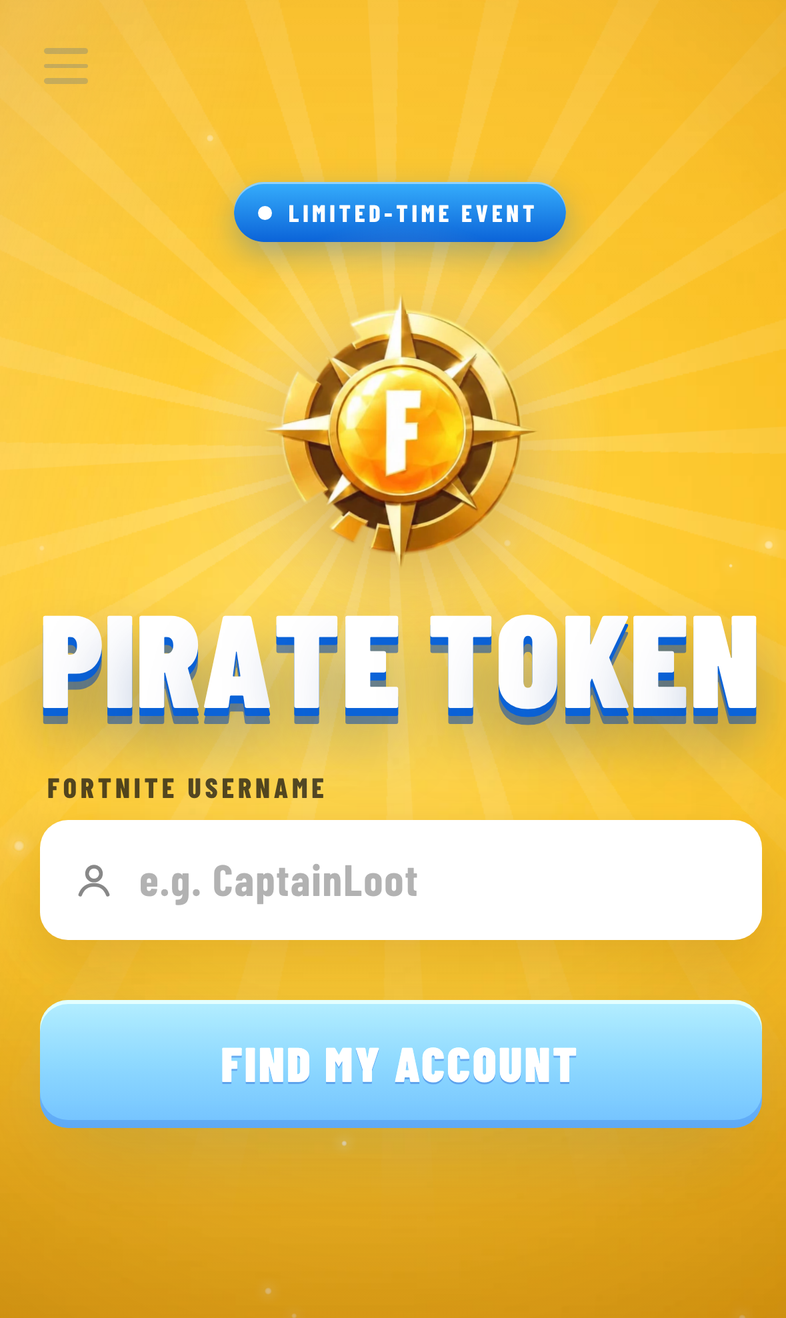 LIMITED-TIME EVENT
F
PIRATE TOKEN
FORTNITE USERNAME
e.g. CaptainLoot
FIND MY ACCOUNT